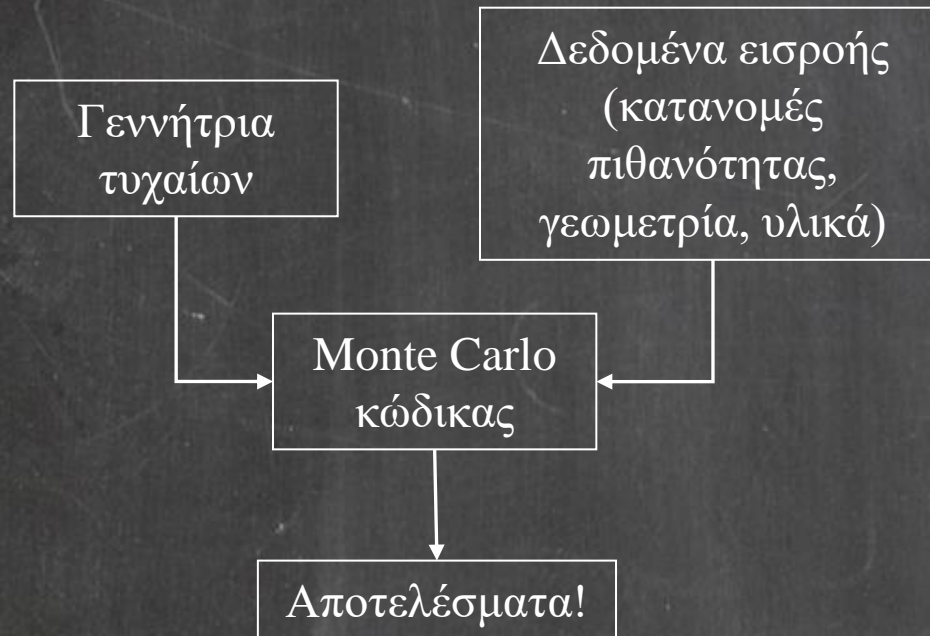 Γεννήτρια
τυχαίων
Δεδομένα εισροής
(κατανομές
πιθανότητας,
γεωμετρία, υλικά)
Monte Carlo
κώδικας
Αποτελέσματα!